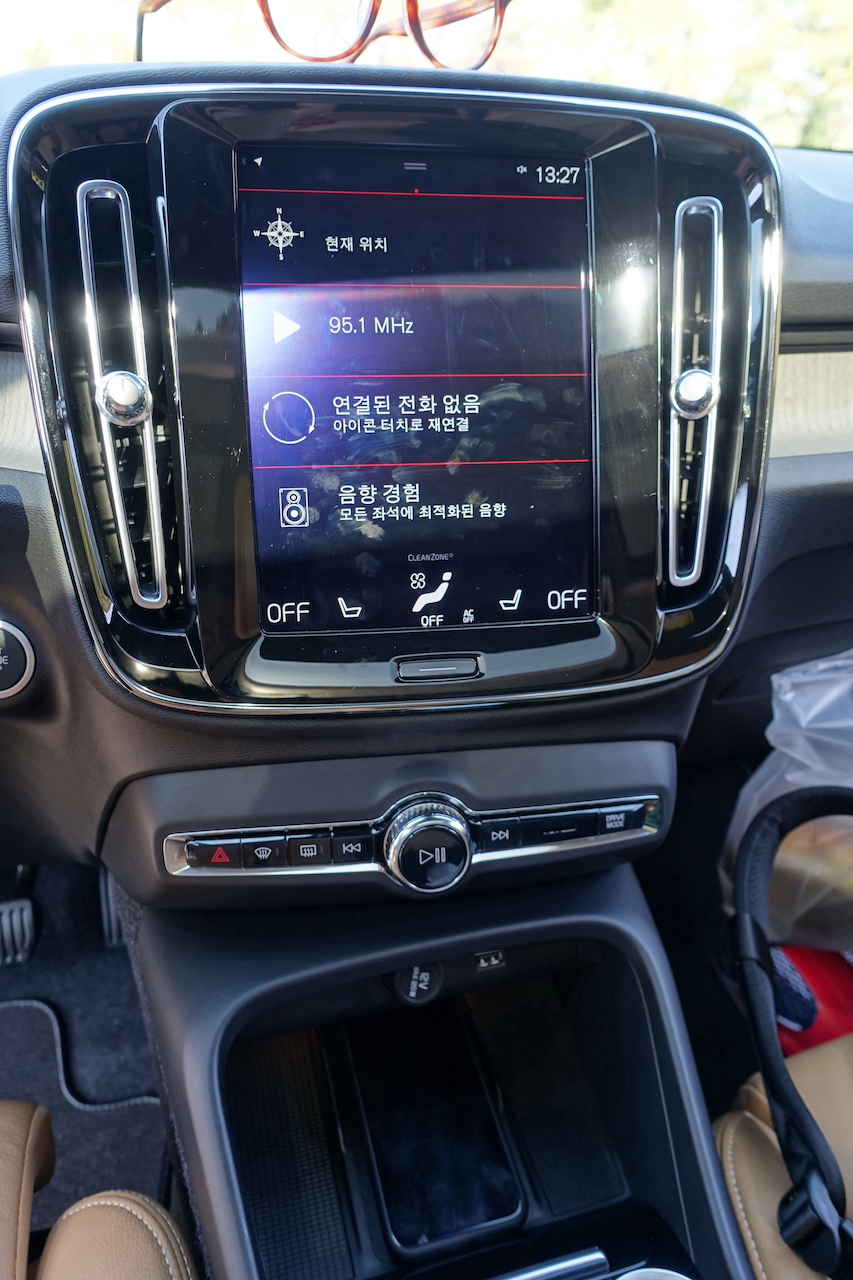 13:27
N
W E
S
현재 위치
95.1 MHz
연결된 전화 없음
아이콘 터치로 재연결
음향 경험
모든 좌석에 최적화된 음향
CLEANZONE®
OFF
OFF
AC
OFF
OFF
DRIVE
MODE
12V